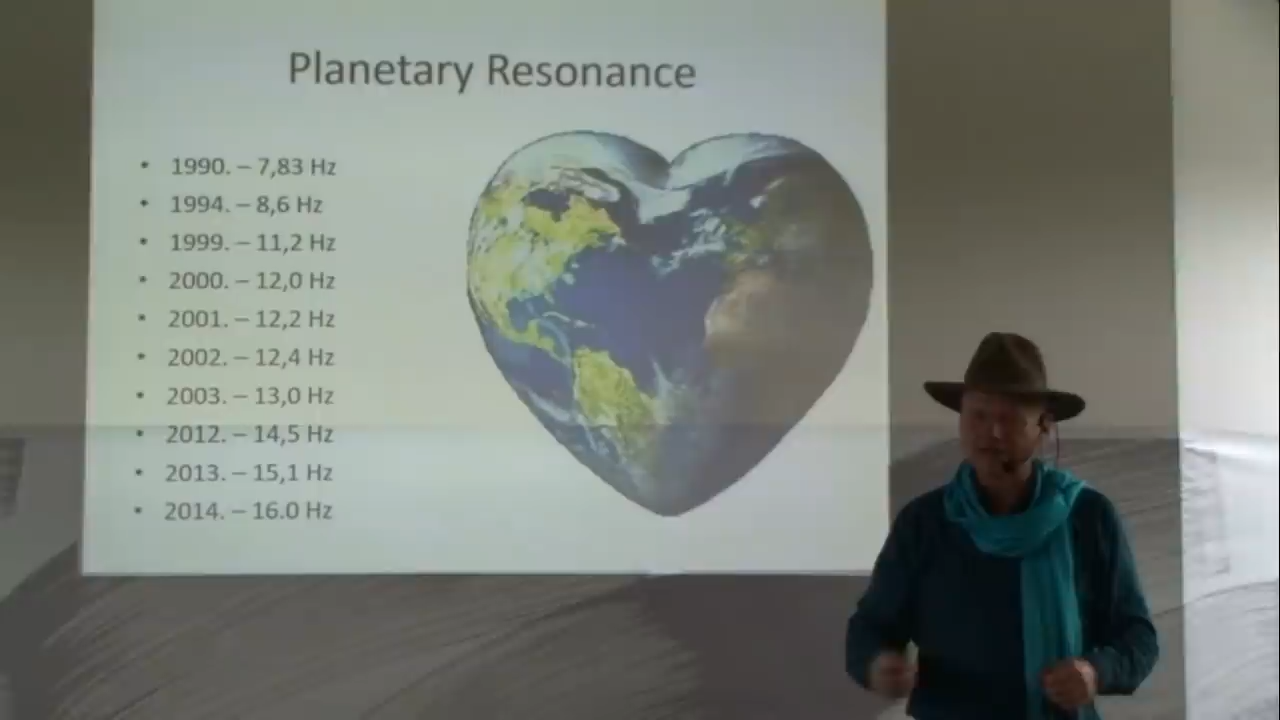 Planetary Resonance
• 1990. – 7,83 Hz
• 1994. – 8,6 Hz
• 1999. – 11,2 Hz
• 2000. – 12,0 Hz
• 2001. – 12,2 Hz
• 2002. – 12,4 Hz
• 2003. – 13,0 Hz
• 2012. – 14,5 Hz
• 2013. – 15,1 Hz
• 2014. – 16.0 Hz